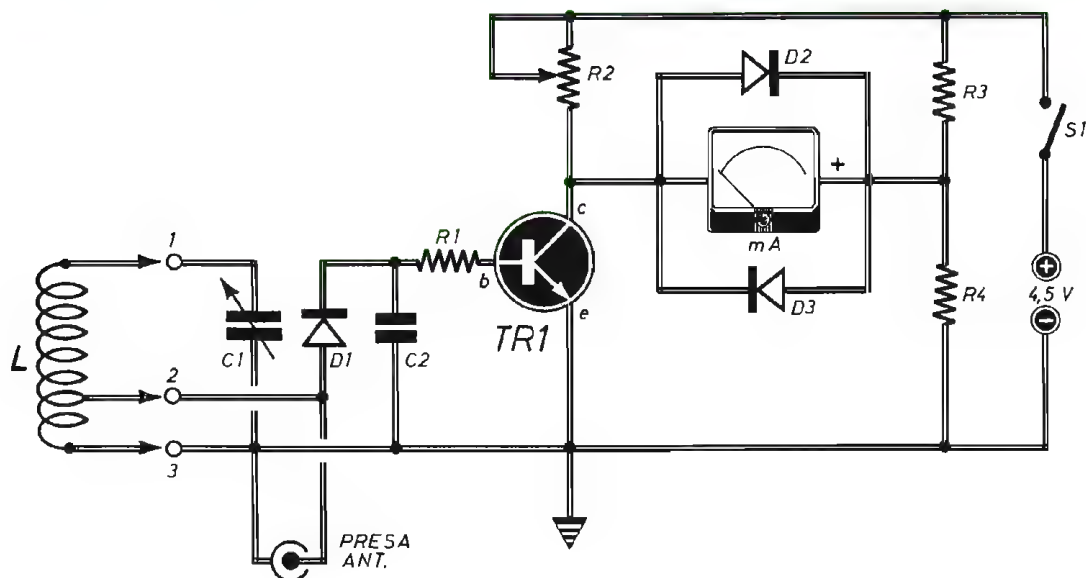 R2
D2
R3
S1
+
mA
c
R1
b
e
TR1
D3
R4
+
4,5 V
−
1
L
C1
D1
C2
2
3
PRESA
ANT.